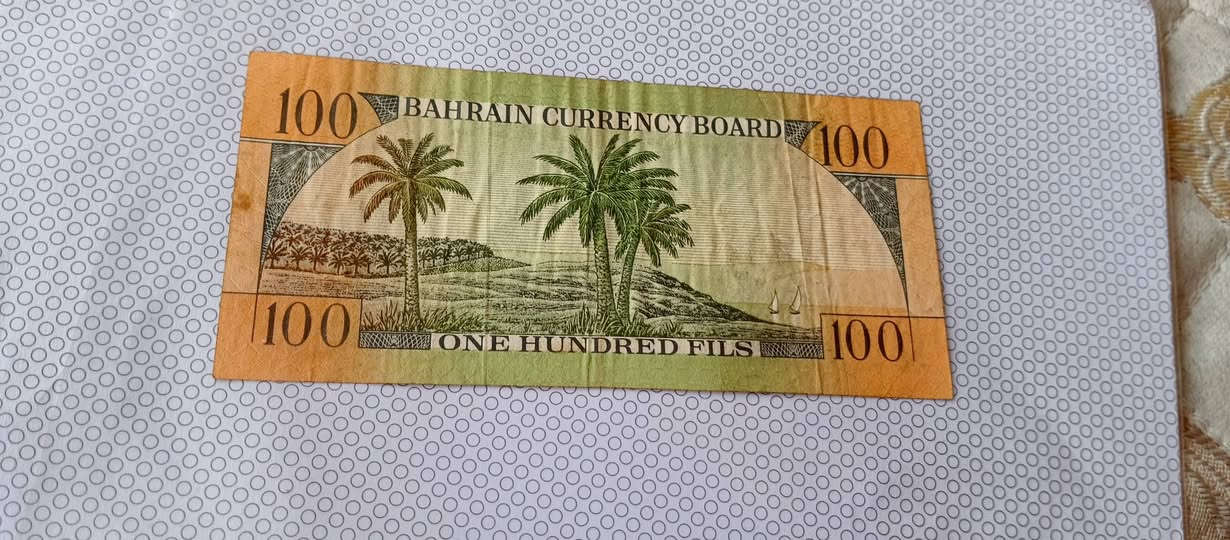 100 BAHRAIN CURRENCY BOARD 100
100 ONE HUNDRED FILS 100